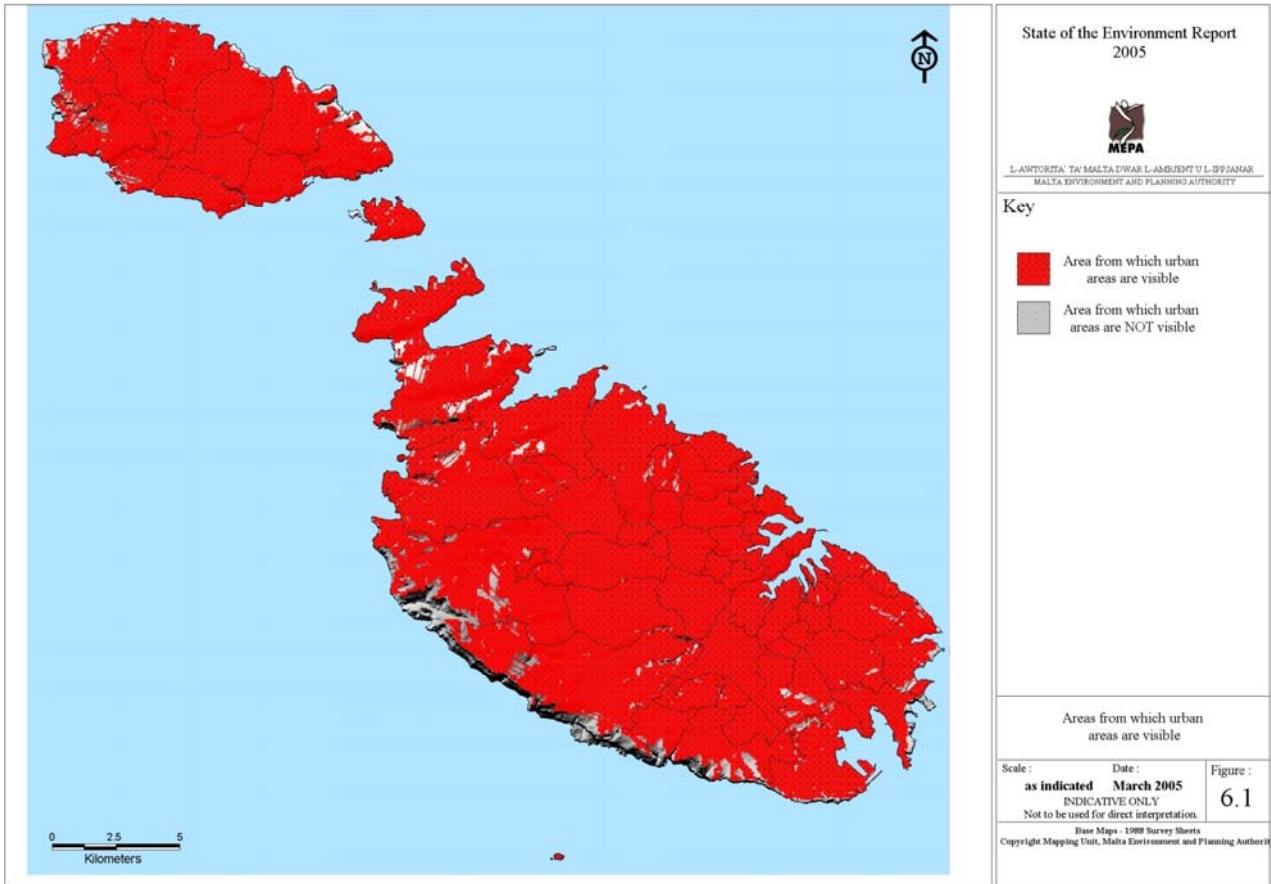 State of the Environment Report
2005
MEPA
L-AWTORITA' TA' MALTA DWAR L-AMBJENT U L-IPPJANAR
MALTA ENVIRONMENT AND PLANNING AUTHORITY
Key
Area from which urban
areas are visible
Area from which urban
areas are NOT visible
N
0 2.5 5
Kilometers
Areas from which urban
areas are visible
Scale : Date : Figure :
as indicated March 2005 6.1
INDICATIVE ONLY
Not to be used for direct interpretation.
Base Maps - 1988 Survey Sheets
Copyright Mapping Unit, Malta Environment and Planning Authorit